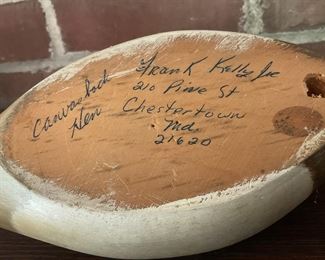 Canvasback
Hen
Frank Kelly Jr
210 Pine St
Chestertown
Md.
21620